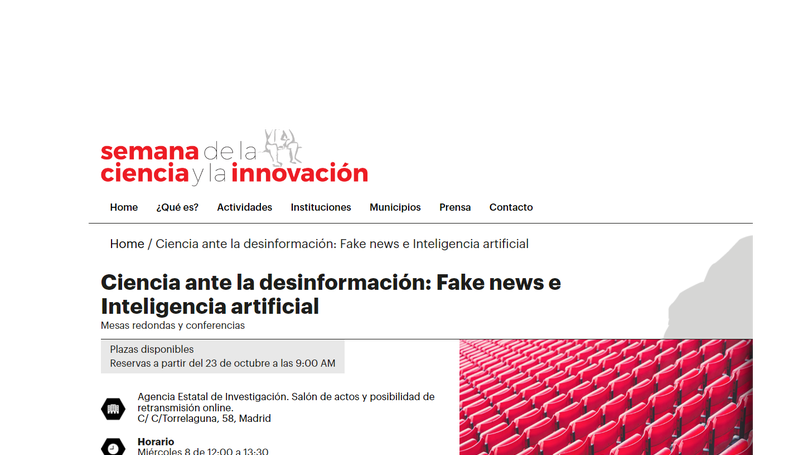 semana de la
ciencia y la innovación
Home ¿Qué es? Actividades Instituciones Municipios Prensa Contacto
Home / Ciencia ante la desinformación: Fake news e Inteligencia artificial
Ciencia ante la desinformación: Fake news e
Inteligencia artificial
Mesas redondas y conferencias
Plazas disponibles
Reservas a partir del 23 de octubre a las 9:00 AM
Agencia Estatal de Investigación. Salón de actos y posibilidad de
retransmisión online.
C/ C/Torrelaguna, 58, Madrid
Horario
Miércoles 8 de 12:00 a 13:30